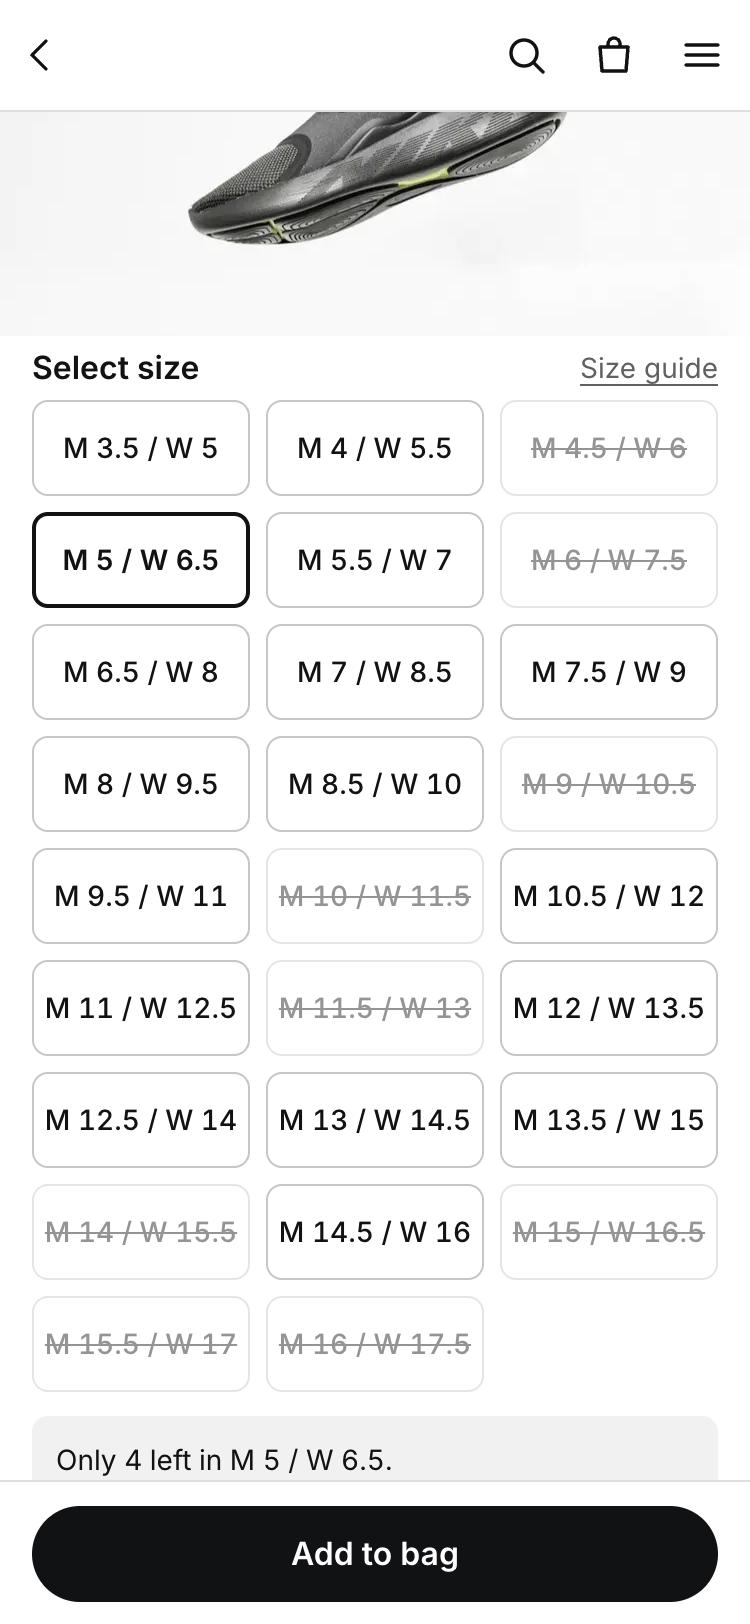 Select size
Size guide
M 3.5 / W 5
M 4 / W 5.5
M 4.5 / W 6
M 5 / W 6.5
M 5.5 / W 7
M 6 / W 7.5
M 6.5 / W 8
M 7 / W 8.5
M 7.5 / W 9
M 8 / W 9.5
M 8.5 / W 10
M 9 / W 10.5
M 9.5 / W 11
M 10 / W 11.5
M 10.5 / W 12
M 11 / W 12.5
M 11.5 / W 13
M 12 / W 13.5
M 12.5 / W 14
M 13 / W 14.5
M 13.5 / W 15
M 14 / W 15.5
M 14.5 / W 16
M 15 / W 16.5
M 15.5 / W 17
M 16 / W 17.5
Only 4 left in M 5 / W 6.5.
Add to bag